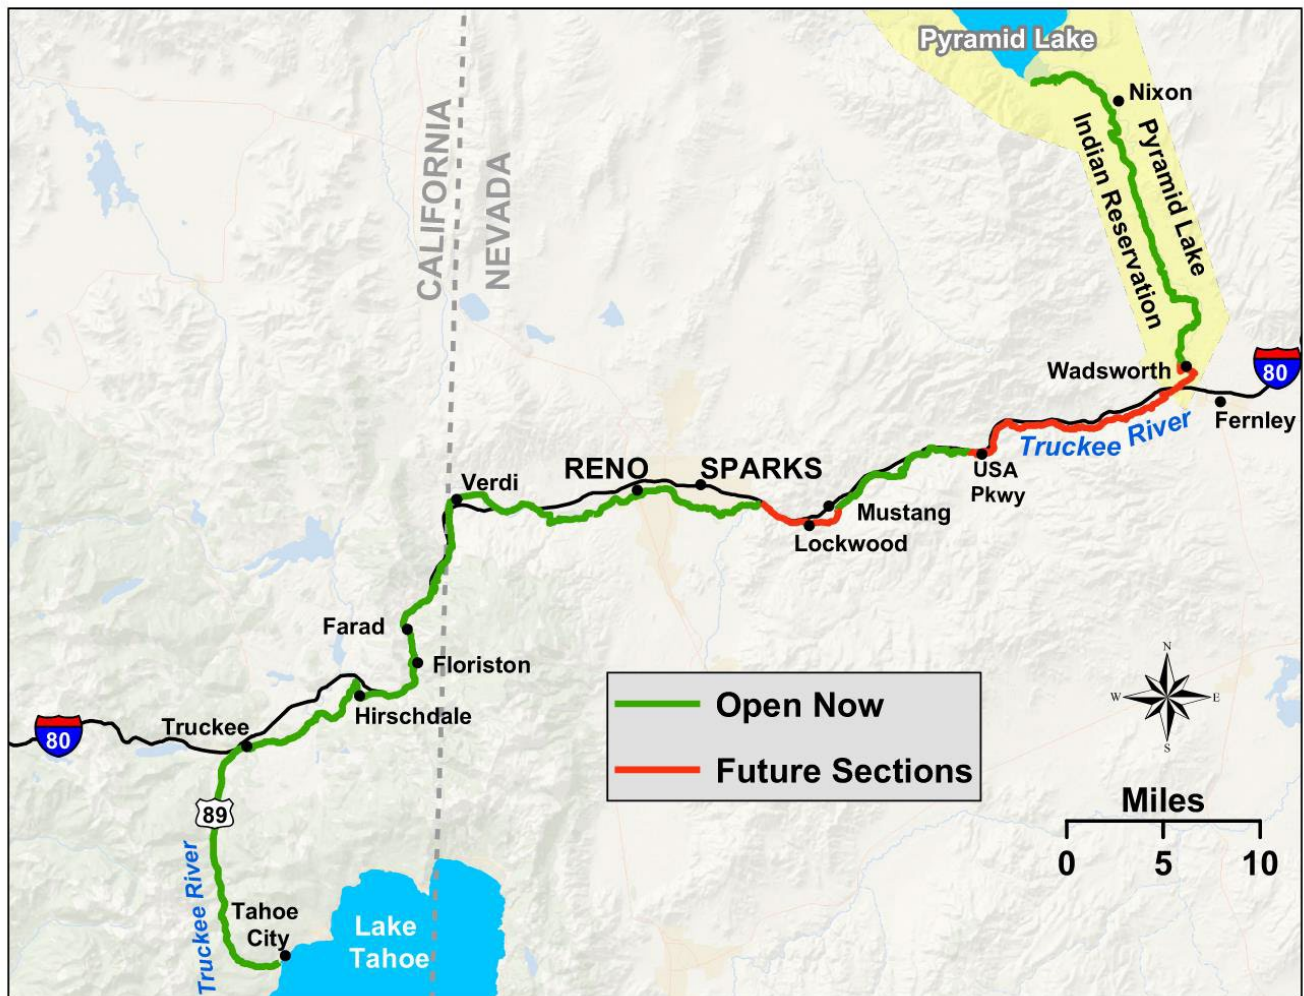 Pyramid Lake
Nixon
Pyramid Lake
Indian Reservation
CALIFORNIA
NEVADA
Wadsworth
80
Fernley
Truckee River
USA
Pkwy
RENO
SPARKS
Verdi
Mustang
Lockwood
Farad
Floriston
Hirschdale
Truckee
80
89
Truckee River
Tahoe
City
Lake
Tahoe
Open Now
Future Sections
N
W
E
S
Miles
0 5 10